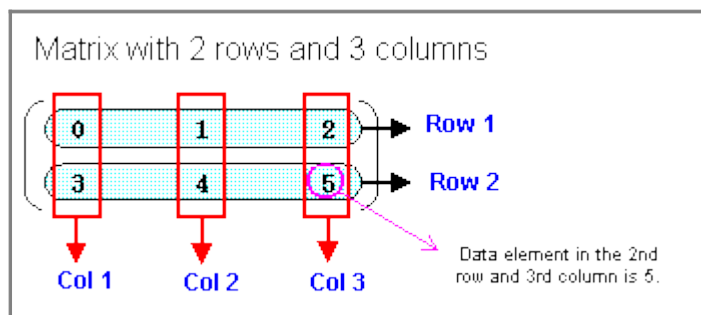 Matrix with 2 rows and 3 columns
0 1 2 Row 1
3 4 5 Row 2
Col 1 Col 2 Col 3
Data element in the 2nd
row and 3rd column is 5.